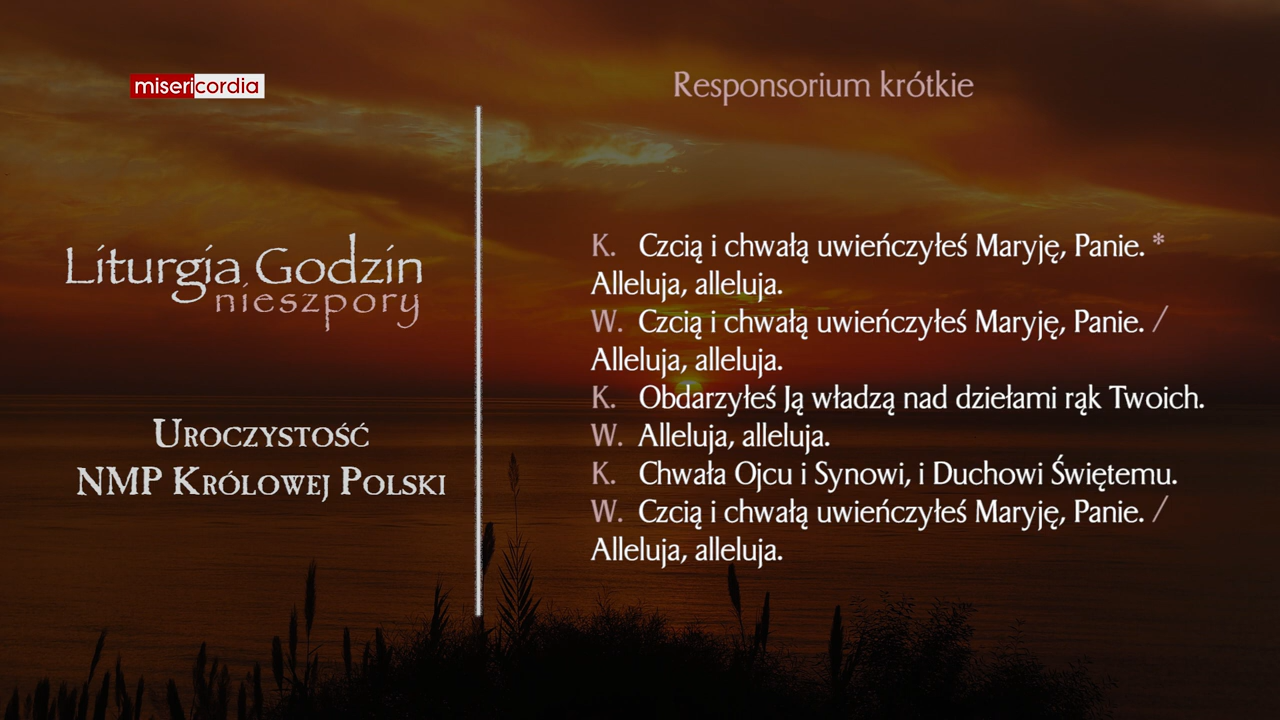 misericordia
Liturgia Godzin
nieszpory
Uroczystość
NMP Królowej Polski
Responsorium krótkie
K. Czcią i chwałą uwieńczyłeś Maryję, Panie. *
Alleluja, alleluja.
W. Czcią i chwałą uwieńczyłeś Maryję, Panie. /
Alleluja, alleluja.
K. Obdarzyłeś Ją władzą nad dziełami rąk Twoich.
W. Alleluja, alleluja.
K. Chwała Ojcu i Synowi, i Duchowi Świętemu.
W. Czcią i chwałą uwieńczyłeś Maryję, Panie. /
Alleluja, alleluja.